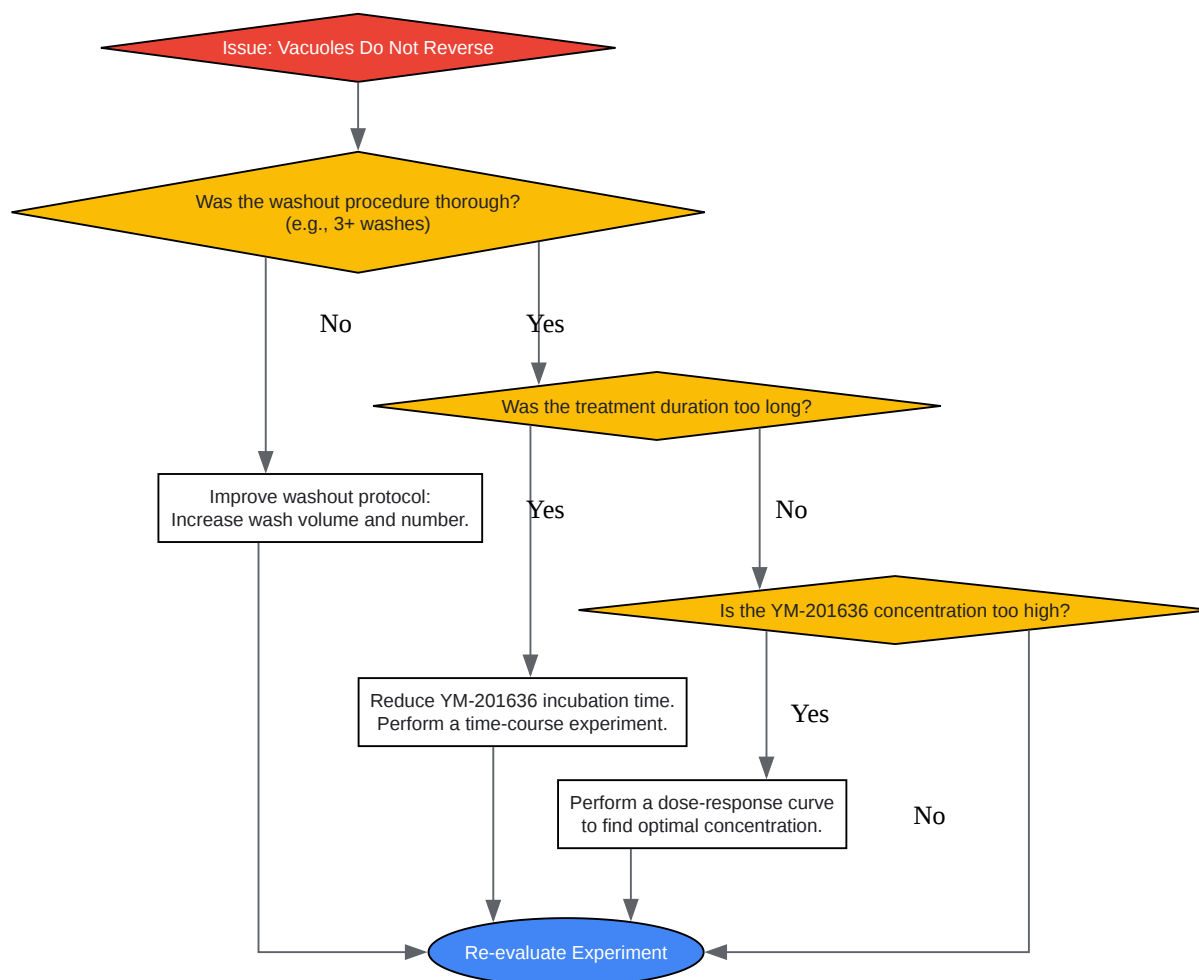 Issue: Vacuoles Do Not Reverse
Was the washout procedure thorough?
(e.g., 3+ washes)
No
Yes
Was the treatment duration too long?
Improve washout protocol:
Increase wash volume and number.
Yes
No
Is the YM-201636 concentration too high?
Reduce YM-201636 incubation time.
Perform a time-course experiment.
Yes
Perform a dose-response curve
to find optimal concentration.
No
Re-evaluate Experiment